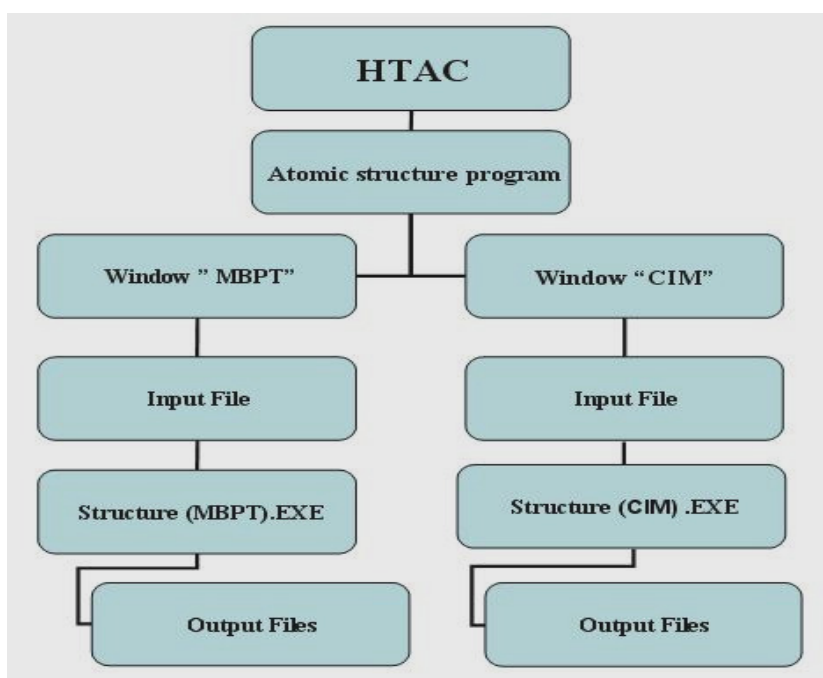 HTAC
Atomic structure program
Window ” MBPT”
Window “CIM”
Input File
Input File
Structure (MBPT).EXE
Structure (CIM) .EXE
Output Files
Output Files